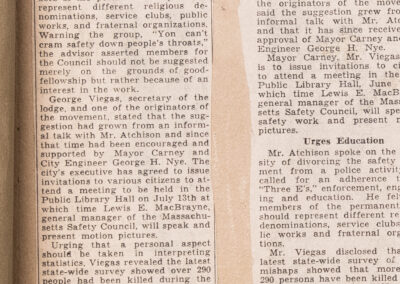 represent different religious de-
nominations, service clubs, public
works, and fraternal organizations.
Warning the group, "Yon can't
cram safety down people's throats,"
the advisor asserted members for
the Council should not be suggested
merely on the grounds of good-
fellowship but rather because of an
interest in the work.
George Viegas, secretary of the
lodge, and one of the originators of
the movement, stated that the sug-
gestion had grown from an inform-
al talk with Mr. Atchison and since
that time had been encouraged and
supported by Mayor Carney and
City Engineer George H. Nye. The
city's executive has agreed to issue
invitations to various citizens to at-
tend a meeting to be held in the
Public Library Hall on July 13th at
which time Lewis E. MacBrayne,
general manager of the Massachu-
setts Safety Council, will speak and
present motion pictures.
Urging that a personal aspect
should be taken in interpreting
statistics, Viegas revealed the latest
state-wide survey showed over 290
people had been killed during the
the originators of the move
said the suggestion grew fro
informal talk with Mr. Atch
and that it has since receiv
approval of Mayor Carney and
Engineer George H. Nye.
Mayor Carney, Mr. Viegas
is to issue invitations to ci
to attend a meeting in the
Public Library Hall, June
which time Lewis E. MacBr
general manager of the Massa
setts Safety Council, will spe
safety work and present m
pictures.
Urges Education
Mr. Atchison spoke on the
sity of divorcing the safety
ment from a police activity
called for an adherence t
"Three E's," enforcement, eng
ing and education. He fel
members of the permanent
should represent different re
denominations, service clubs
lic works and fraternal org
tions.
Mr. Viegas disclosed tha
latest state-wide survey of
mishaps showed that more
290 persons have been killed